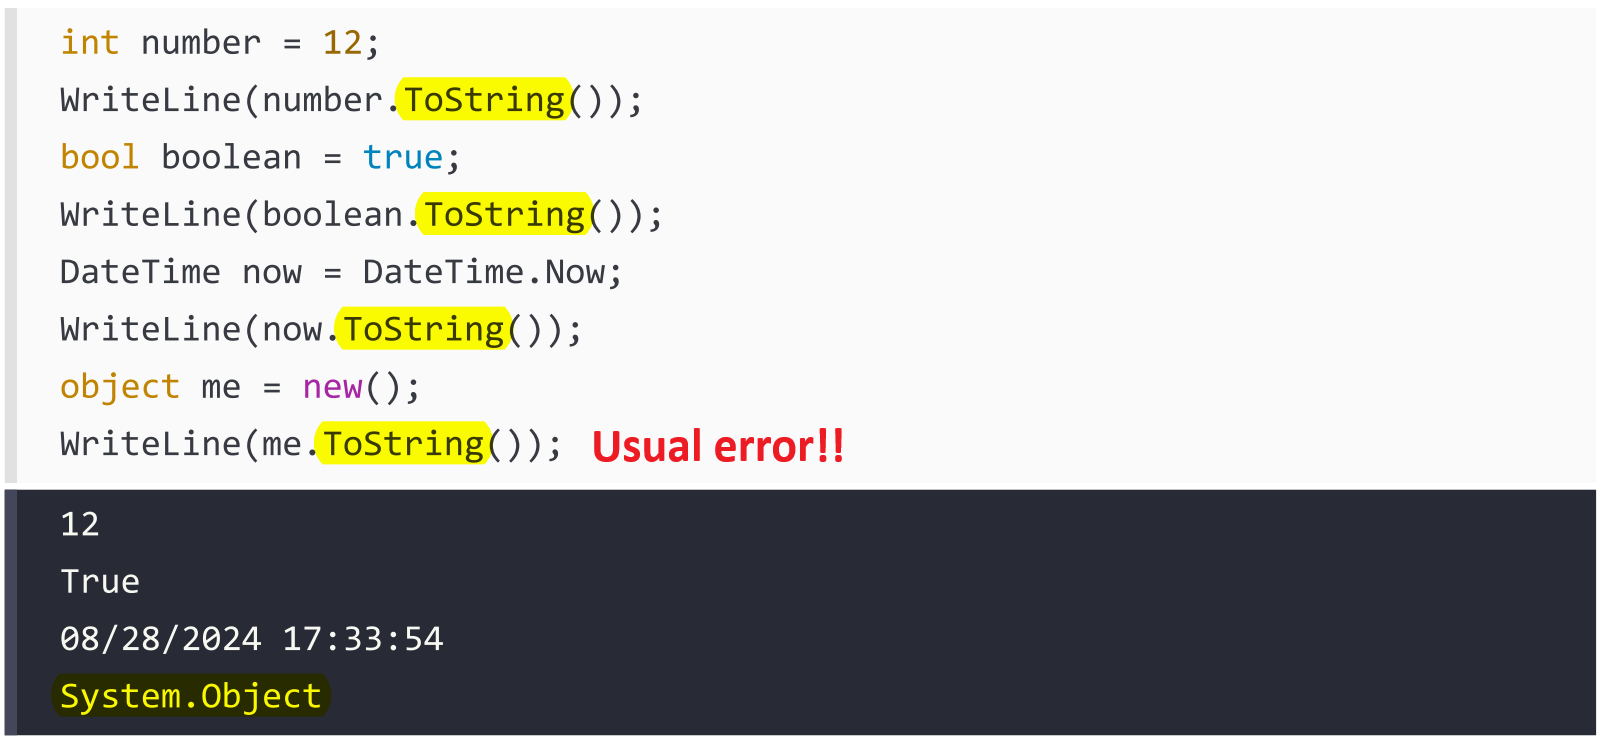 int number = 12;
WriteLine(number.ToString());
bool boolean = true;
WriteLine(boolean.ToString());
DateTime now = DateTime.Now;
WriteLine(now.ToString());
object me = new();
WriteLine(me.ToString()); Usual error!!
12
True
08/28/2024 17:33:54
System.Object